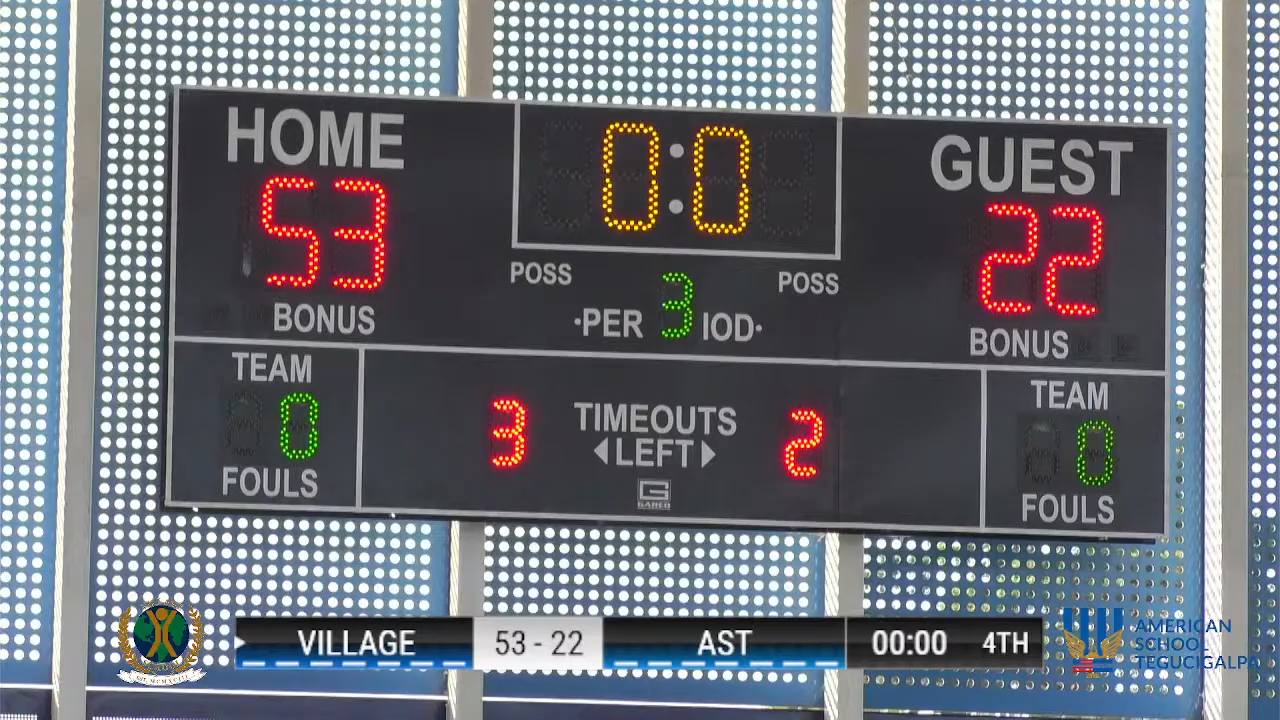 HOME
0:0
GUEST
53
22
POSS
POSS
·PER 3 IOD·
BONUS
BONUS
TEAM
TEAM
0
3
TIMEOUTS
2
0
◀LEFT▶
FOULS
FOULS
VILLAGE 53 - 22 AST 00:00 4TH
AMERICAN
SCHOOL
TEGUCIGALPA